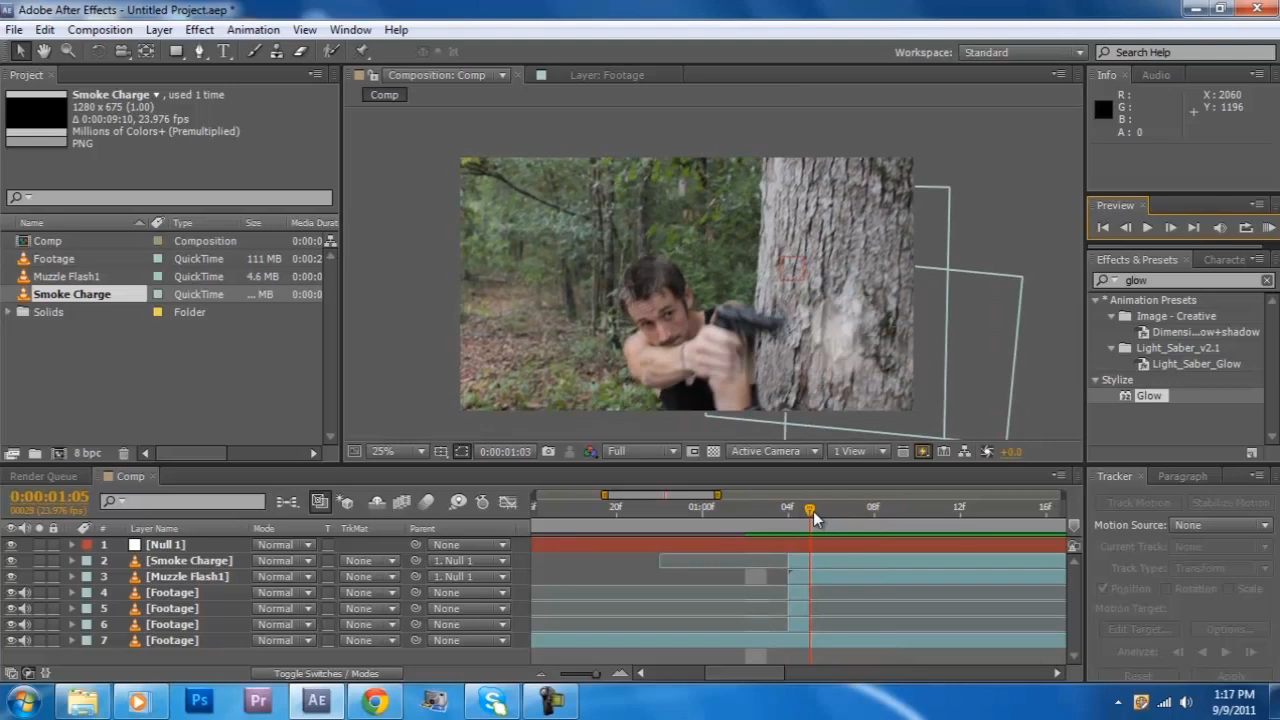 Adobe After Effects - Untitled Project.aep *
File Edit Composition Layer Effect Animation View Window Help
Workspace: Standard Search Help
Project
Smoke Charge ▾, used 1 time
1280 x 675 (1.00)
Δ 0:00:09:10, 23.976 fps
Millions of Colors+ (Premultiplied)
PNG
Name Type Size Media Durat
Comp Composition 0:00:0
Footage QuickTime 111 MB 0:00:2
Muzzle Flash1 QuickTime 4.6 MB 0:00:0
Smoke Charge QuickTime ... MB 0:00:0
Solids Folder
8 bpc
Composition: Comp Layer: Footage
Comp
25% 0:00:01:03 Full Active Camera 1 View +0.0
Info Audio
R: X: 2060
G: Y: 1196
B:
A: 0
Preview
Effects & Presets Characte
glow
* Animation Presets
Image - Creative
Dimensi...ow+shadow
Light_Saber_v2.1
Light_Saber_Glow
Stylize
Glow
Render Queue Comp
0:00:01:05
00029 (23.976 fps)
20f 01:00f 04f 08f 12f 16f
# Layer Name Mode T TrkMat Parent
1 [Null 1] Normal None
2 [Smoke Charge] Normal None 1. Null 1
3 [Muzzle Flash1] Normal None 1. Null 1
4 [Footage] Normal None None
5 [Footage] Normal None None
6 [Footage] Normal None None
7 [Footage] Normal None None
Toggle Switches / Modes
Tracker Paragraph
Track Motion Stabilize Motion
Motion Source: None
Current Track: None
Track Type: Transform
Position Rotation Scale
Motion Target:
Edit Target... Options...
Analyze:
Reset Apply
Ps Pr AE
1:17 PM
9/9/2011